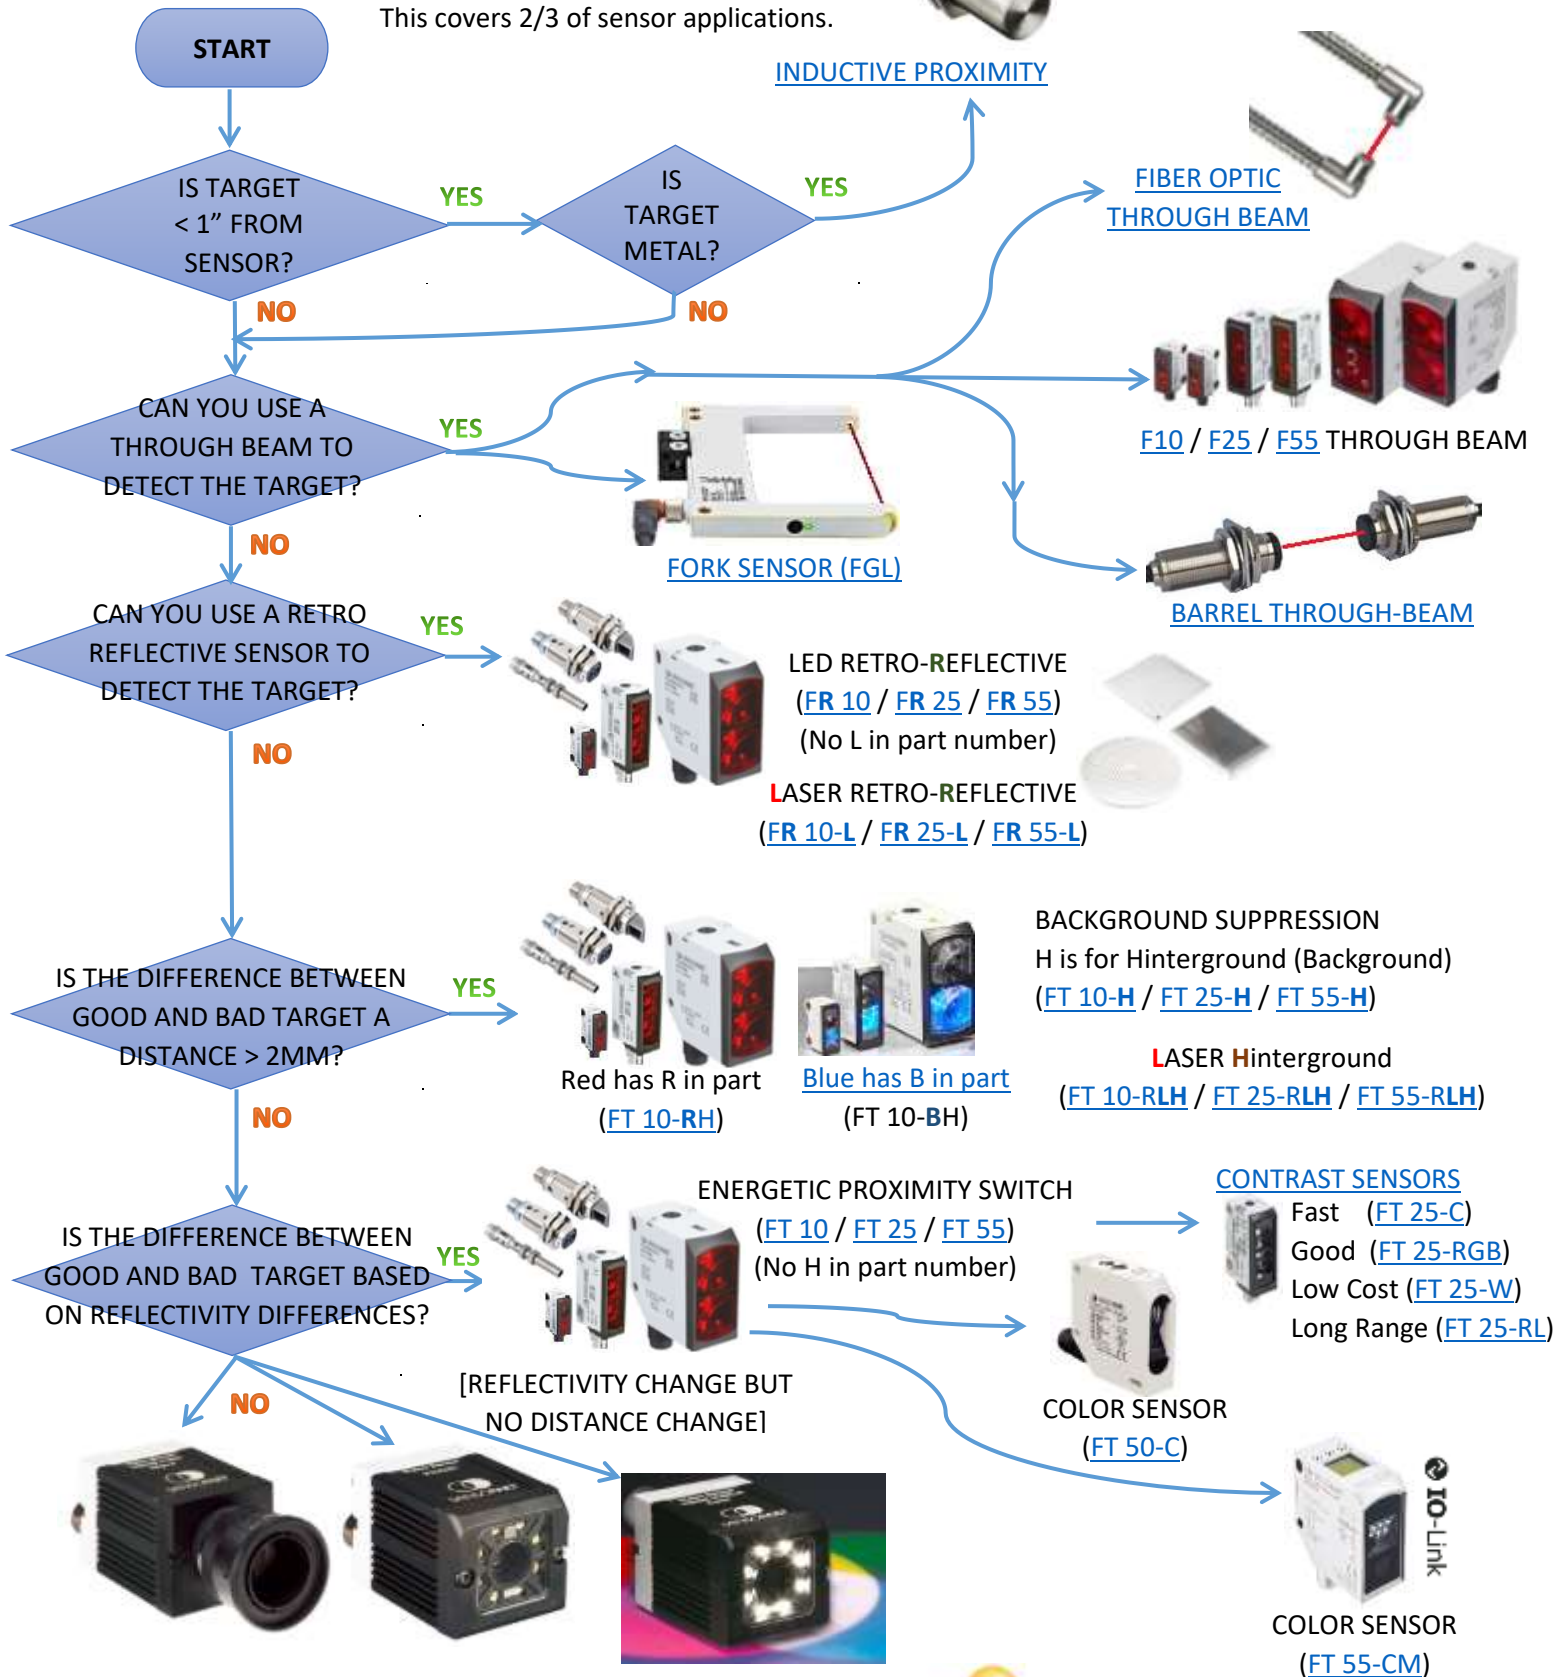 This covers 2/3 of sensor applications.
START
INDUCTIVE PROXIMITY
IS TARGET
< 1” FROM
SENSOR?
YES
IS
TARGET
METAL?
YES
FIBER OPTIC
THROUGH BEAM
NO
NO
CAN YOU USE A
THROUGH BEAM TO
DETECT THE TARGET?
YES
F10 / F25 / F55 THROUGH BEAM
FORK SENSOR (FGL)
BARREL THROUGH-BEAM
NO
CAN YOU USE A RETRO
REFLECTIVE SENSOR TO
DETECT THE TARGET?
YES
LED RETRO-REFLECTIVE
(FR 10 / FR 25 / FR 55)
(No L in part number)
LASER RETRO-REFLECTIVE
(FR 10-L / FR 25-L / FR 55-L)
NO
IS THE DIFFERENCE BETWEEN
GOOD AND BAD TARGET A
DISTANCE > 2MM?
YES
Red has R in part
(FT 10-RH)
Blue has B in part
(FT 10-BH)
BACKGROUND SUPPRESSION
H is for Hinterground (Background)
(FT 10-H / FT 25-H / FT 55-H)
LASER Hinterground
(FT 10-RLH / FT 25-RLH / FT 55-RLH)
NO
IS THE DIFFERENCE BETWEEN
GOOD AND BAD TARGET BASED
ON REFLECTIVITY DIFFERENCES?
YES
ENERGETIC PROXIMITY SWITCH
(FT 10 / FT 25 / FT 55)
(No H in part number)
CONTRAST SENSORS
Fast (FT 25-C)
Good (FT 25-RGB)
Low Cost (FT 25-W)
Long Range (FT 25-RL)
[REFLECTIVITY CHANGE BUT
NO DISTANCE CHANGE]
COLOR SENSOR
(FT 50-C)
NO
IO-Link
COLOR SENSOR
(FT 55-CM)